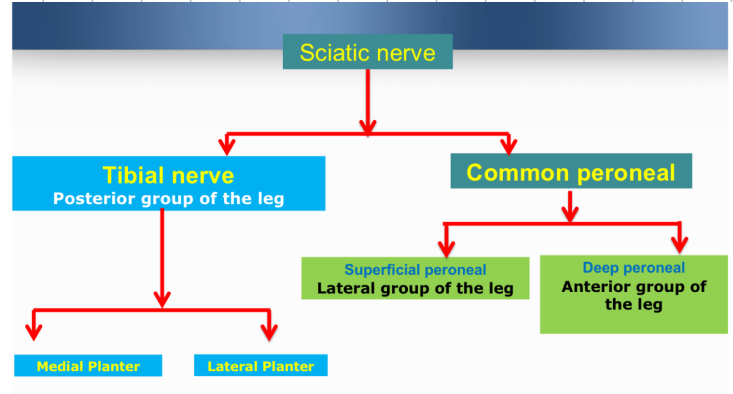 Sciatic nerve
Tibial nerve
Posterior group of the leg
Common peroneal
Superficial peroneal
Lateral group of the leg
Deep peroneal
Anterior group of
the leg
Medial Planter
Lateral Planter